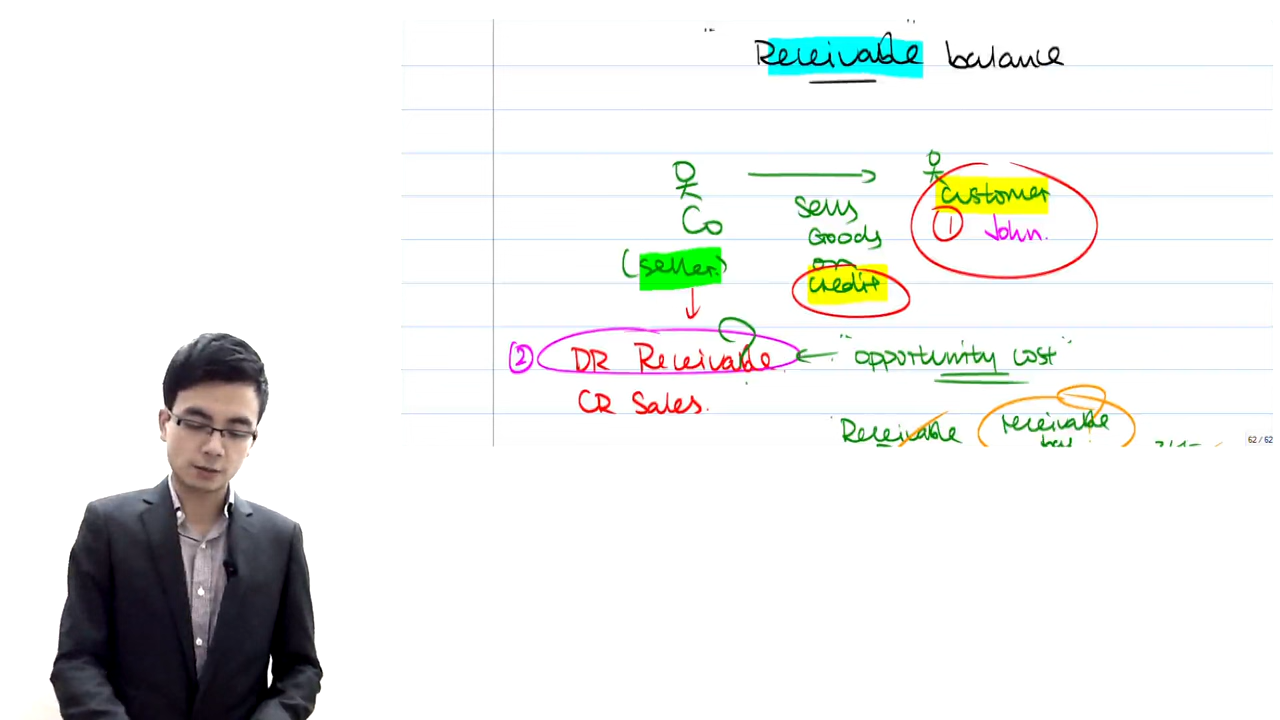 Receivable balance
Co
(seller)
sells
Goods
on
credit
customer
① John.
② DR Receivable
CR Sales.
"opportunity cost"
Receivable
receivable
62 / 62